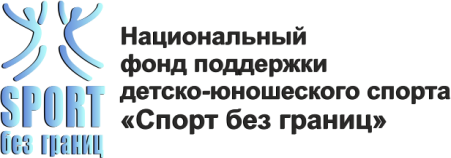 SPORT
без границ
Национальный
фонд поддержки
детско-юношеского спорта
«Спорт без границ»